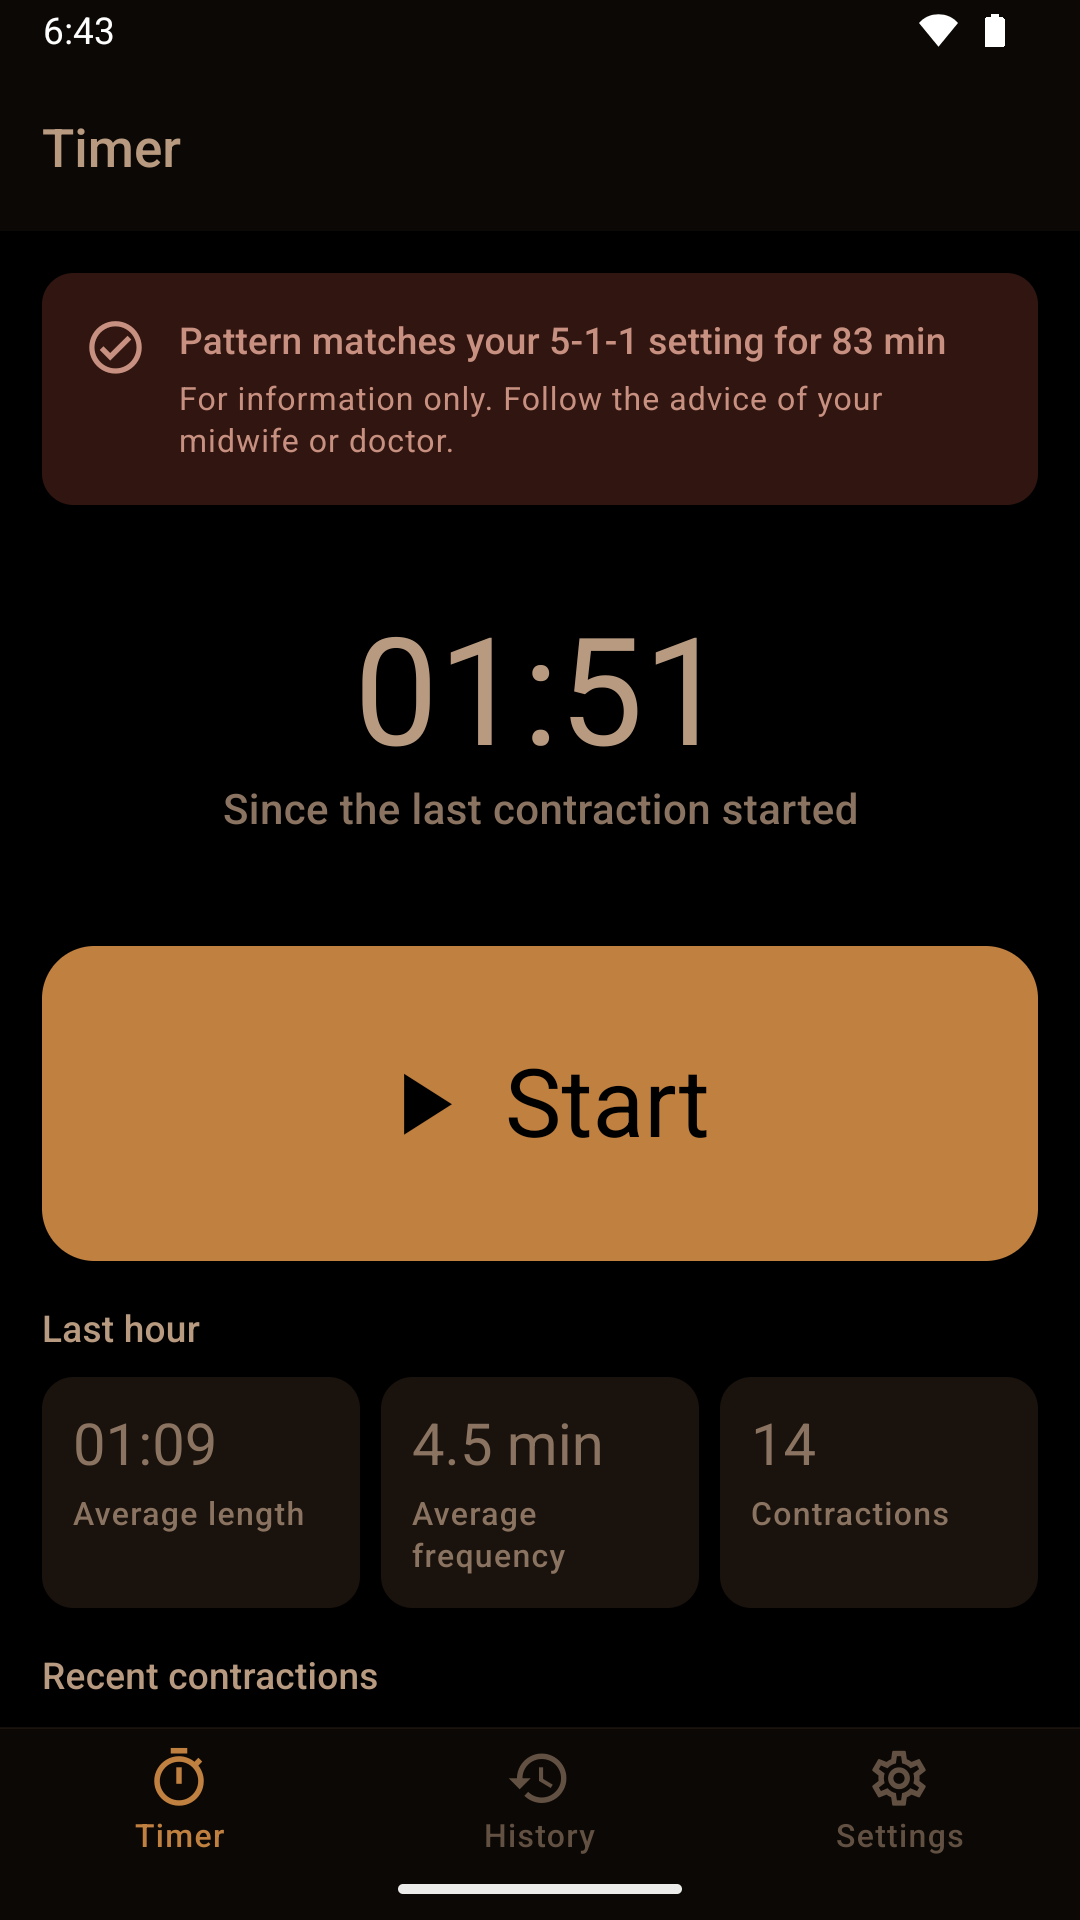 6:43
Timer
Pattern matches your 5-1-1 setting for 83 min
For information only. Follow the advice of your
midwife or doctor.
01:51
Since the last contraction started
Start
Last hour
01:09
Average length
4.5 min
Average
frequency
14
Contractions
Recent contractions
Timer
History
Settings